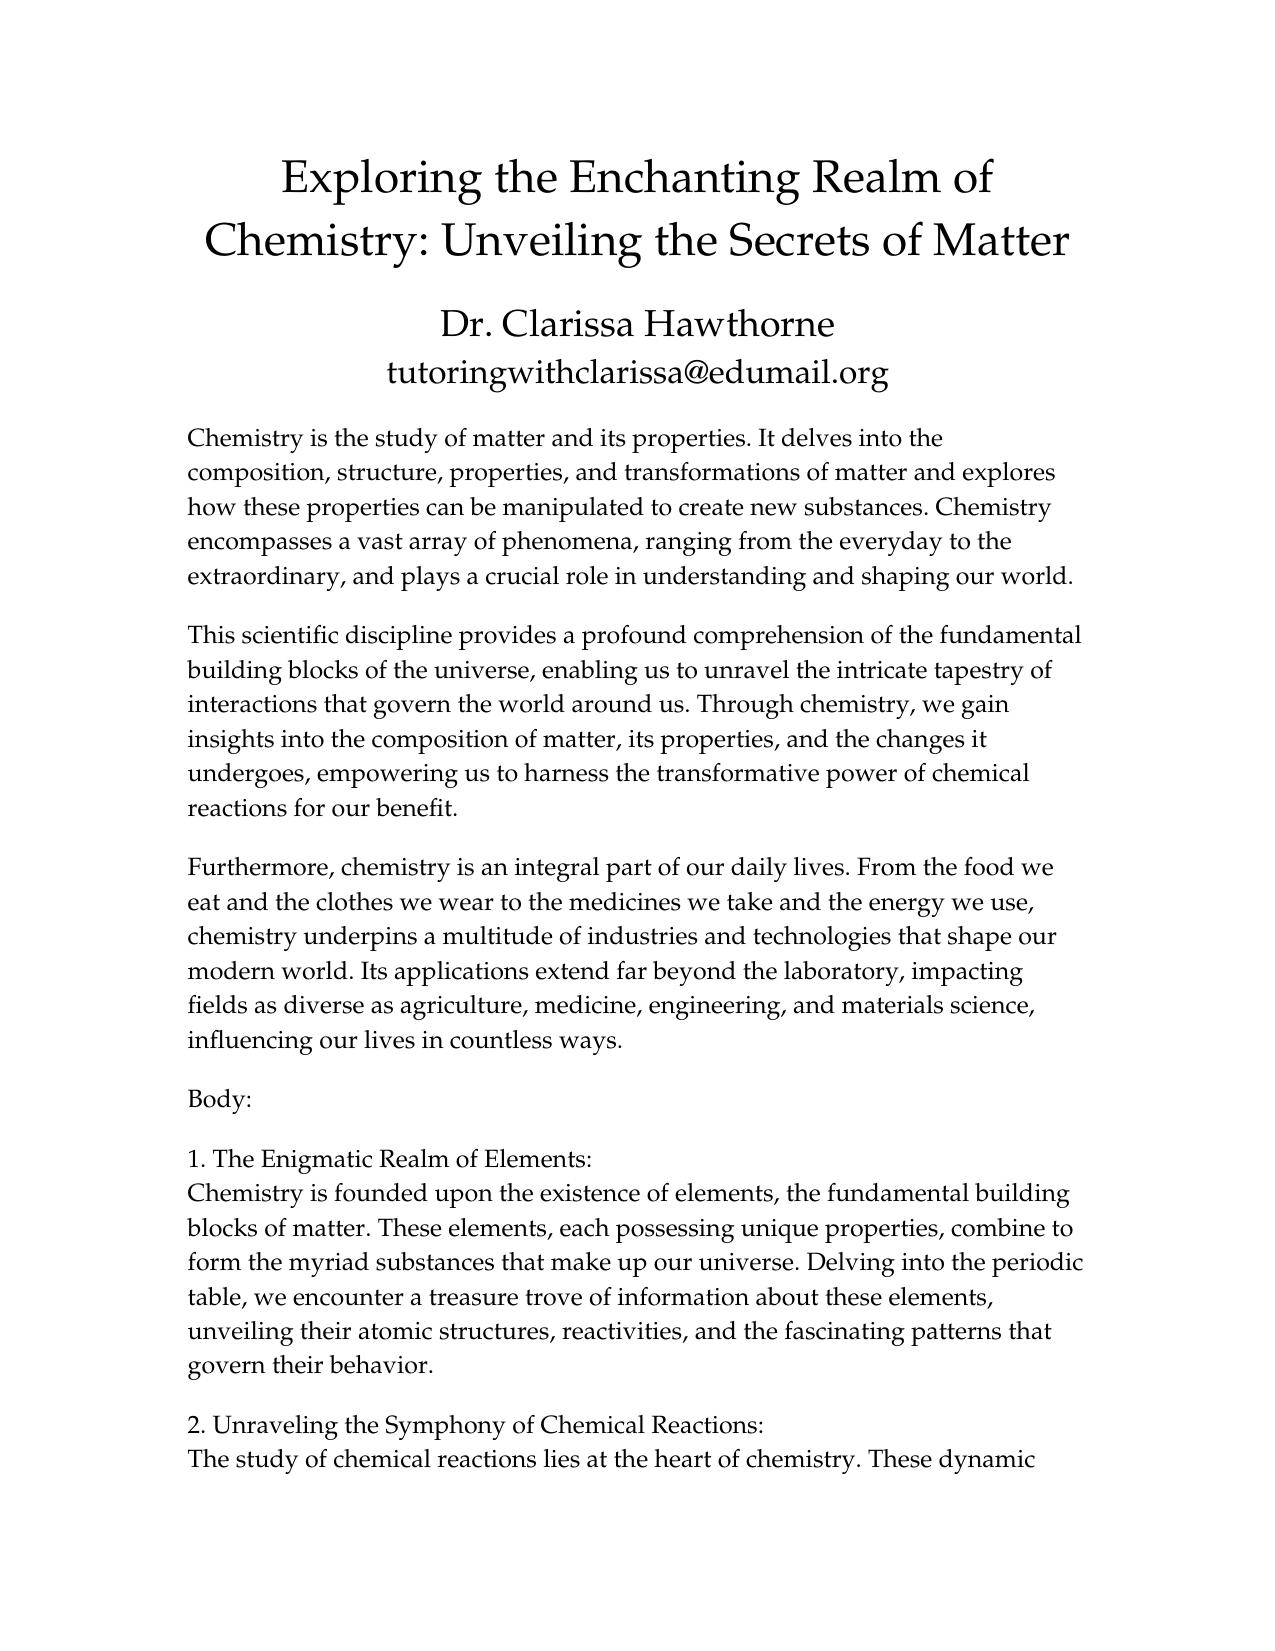 Exploring the Enchanting Realm of
Chemistry: Unveiling the Secrets of Matter
Dr. Clarissa Hawthorne
tutoringwithclarissa@edumail.org
Chemistry is the study of matter and its properties. It delves into the
composition, structure, properties, and transformations of matter and explores
how these properties can be manipulated to create new substances. Chemistry
encompasses a vast array of phenomena, ranging from the everyday to the
extraordinary, and plays a crucial role in understanding and shaping our world.
This scientific discipline provides a profound comprehension of the fundamental
building blocks of the universe, enabling us to unravel the intricate tapestry of
interactions that govern the world around us. Through chemistry, we gain
insights into the composition of matter, its properties, and the changes it
undergoes, empowering us to harness the transformative power of chemical
reactions for our benefit.
Furthermore, chemistry is an integral part of our daily lives. From the food we
eat and the clothes we wear to the medicines we take and the energy we use,
chemistry underpins a multitude of industries and technologies that shape our
modern world. Its applications extend far beyond the laboratory, impacting
fields as diverse as agriculture, medicine, engineering, and materials science,
influencing our lives in countless ways.
Body:
1. The Enigmatic Realm of Elements:
Chemistry is founded upon the existence of elements, the fundamental building
blocks of matter. These elements, each possessing unique properties, combine to
form the myriad substances that make up our universe. Delving into the periodic
table, we encounter a treasure trove of information about these elements,
unveiling their atomic structures, reactivities, and the fascinating patterns that
govern their behavior.
2. Unraveling the Symphony of Chemical Reactions:
The study of chemical reactions lies at the heart of chemistry. These dynamic